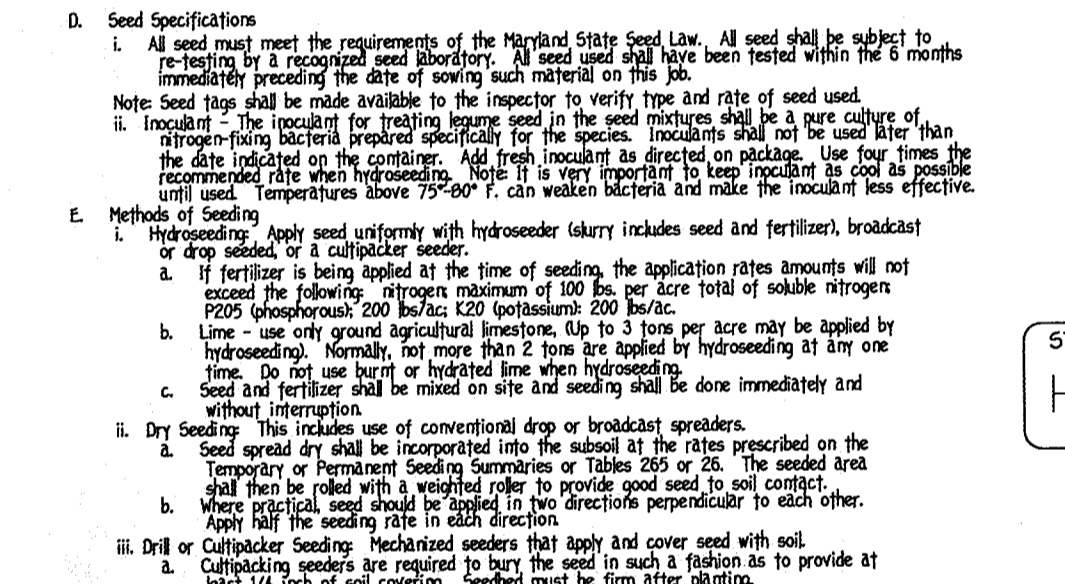 D. Seed Specifications
i. All seed must meet the requirements of the Maryland State Seed Law. All seed shall be subject to
re-testing by a recognized seed laboratory. All seed used shall have been tested within the 6 months
immediately preceding the date of sowing such material on this job.
Note: Seed tags shall be made available to the inspector to verify type and rate of seed used.
ii. Inoculant - The inoculant for treating legume seed in the seed mixtures shall be a pure culture of
nitrogen-fixing bacteria prepared specifically for the species. Inoculants shall not be used later than
the date indicated on the container. Add fresh inoculant as directed on package. Use four times the
recommended rate when hydroseeding. Note: It is very important to keep inoculant as cool as possible
until used. Temperatures above 75°-80° F. can weaken bacteria and make the inoculant less effective.
E. Methods of Seeding
i. Hydroseeding: Apply seed uniformly with hydroseeder (slurry includes seed and fertilizer), broadcast
or drop seeded, or a cultipacker seeder.
a. If fertilizer is being applied at the time of seeding, the application rates amounts will not
exceed the following: nitrogen: maximum of 100 lbs. per acre total of soluble nitrogen:
P205 (phosphorous): 200 lbs/ac; K20 (potassium): 200 lbs/ac.
b. Lime - use only ground agricultural limestone, (Up to 3 tons per acre may be applied by
hydroseeding). Normally, not more than 2 tons are applied by hydroseeding at any one
time. Do not use burnt or hydrated lime when hydroseeding.
c. Seed and fertilizer shall be mixed on site and seeding shall be done immediately and
without interruption.
ii. Dry Seeding: This includes use of conventional drop or broadcast spreaders.
a. Seed spread dry shall be incorporated into the subsoil at the rates prescribed on the
Temporary or Permanent Seeding Summaries or Tables 265 or 26. The seeded area
shall then be rolled with a weighted roller to provide good seed to soil contact.
b. Where practical, seed should be applied in two directions perpendicular to each other.
Apply half the seeding rate in each direction.
iii. Drill or Cultipacker Seeding: Mechanized seeders that apply and cover seed with soil.
a. Cultipacking seeders are required to bury the seed in such a fashion as to provide at
least 1/4 inch of soil covering. Seedbed must be firm after planting.